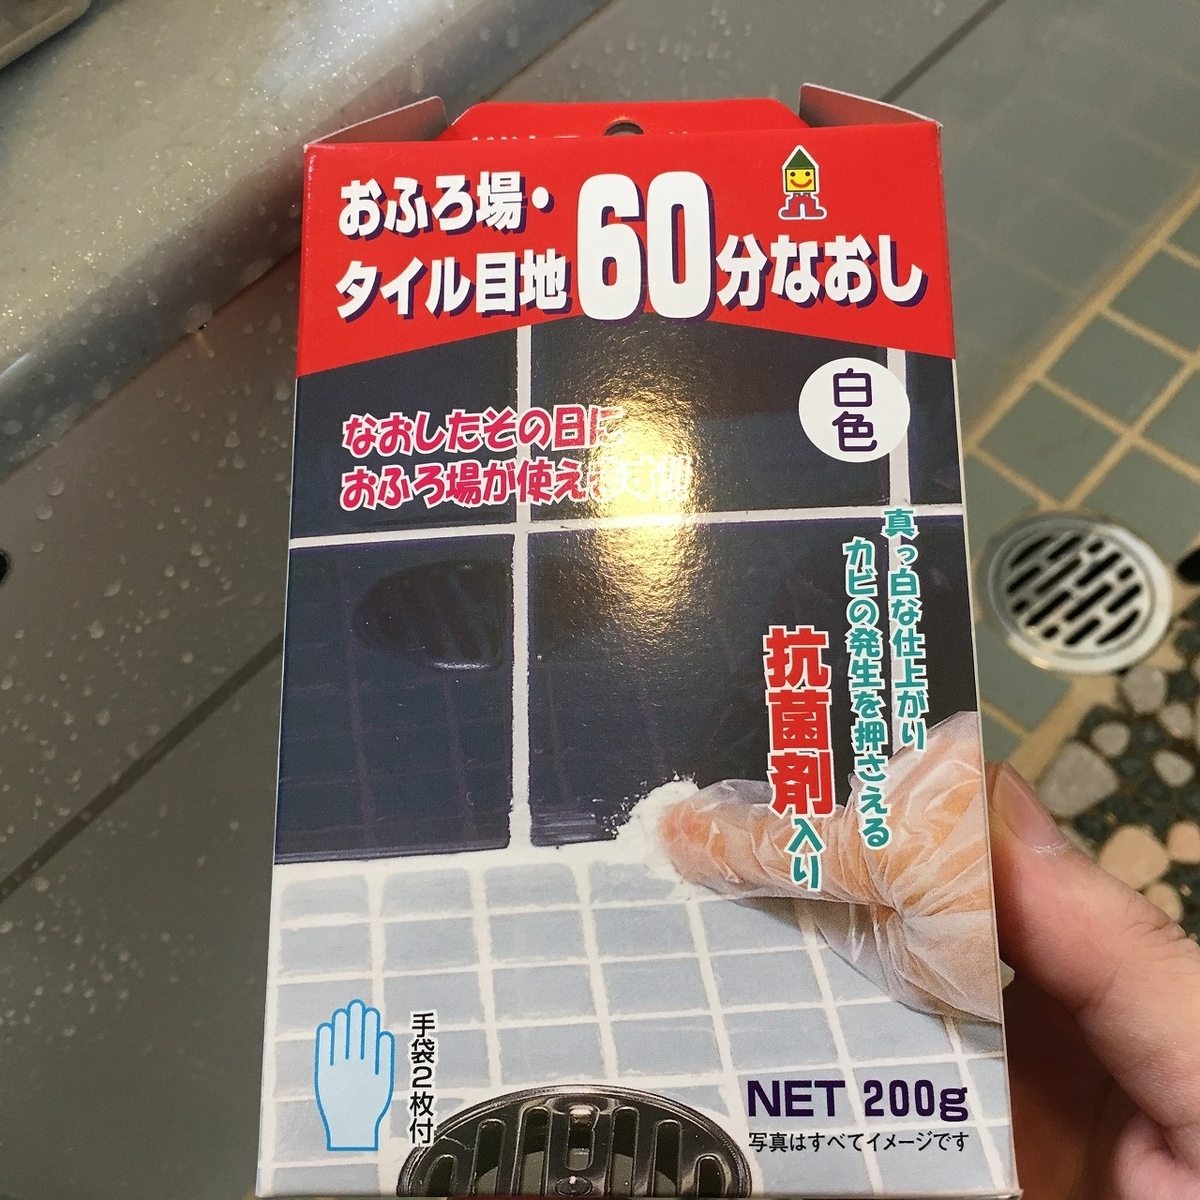 おふろ場・
タイル目地60分なおし
白色
なおしたその日に
おふろ場が使えます!!
真っ白な仕上がり
カビの発生を押さえる
抗菌剤入り
手袋2枚付
NET 200g
写真はすべてイメージです